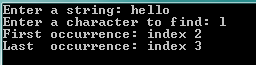 Enter a string: hello
Enter a character to find: l
First occurrence: index 2
Last  occurrence: index 3